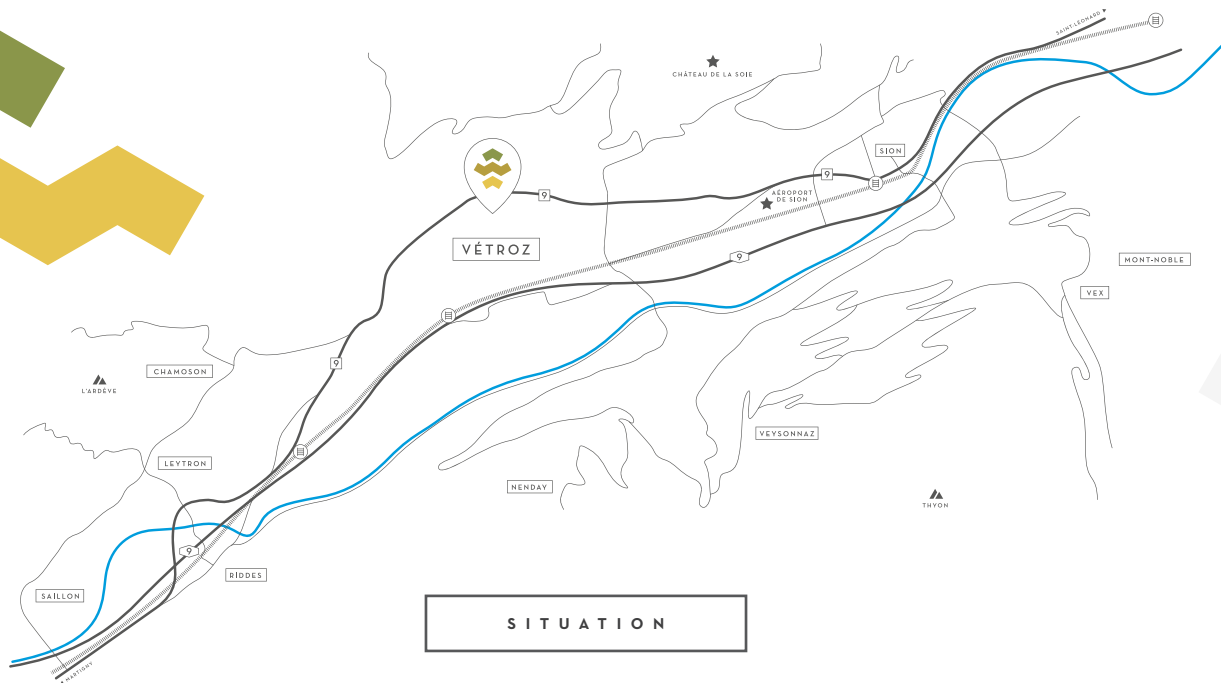 SAINT-LÉONARD
CHÂTEAU DE LA SOIE
SION
9
9
AÉROPORT
DE SION
VÉTROZ
9
MONT-NOBLE
VEX
9
CHAMOSON
L'ARDÈVE
VEYSONNAZ
LEYTRON
NENDAY
THYON
9
RIDDES
SAILLON
SITUATION
MARTIGNY